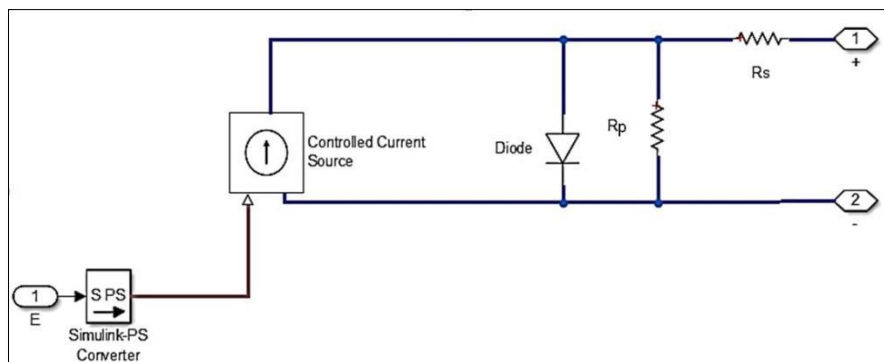 1
+
Rs
Controlled Current
Source
Diode
Rp
2
-
1
E
S PS
Simulink-PS
Converter